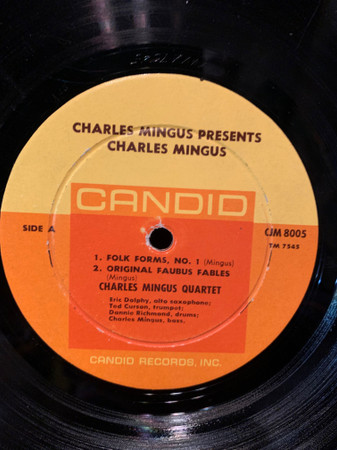 CHARLES MINGUS PRESENTS
CHARLES MINGUS
CANDID
SIDE A
CJM 8005
TM 7545
1. FOLK FORMS, NO. 1 (Mingus)
2. ORIGINAL FAUBUS FABLES
(Mingus)
CHARLES MINGUS QUARTET
Eric Dolphy, alto saxophone;
Ted Curson, trumpet;
Dannie Richmond, drums;
Charles Mingus, bass.
CANDID RECORDS, INC.